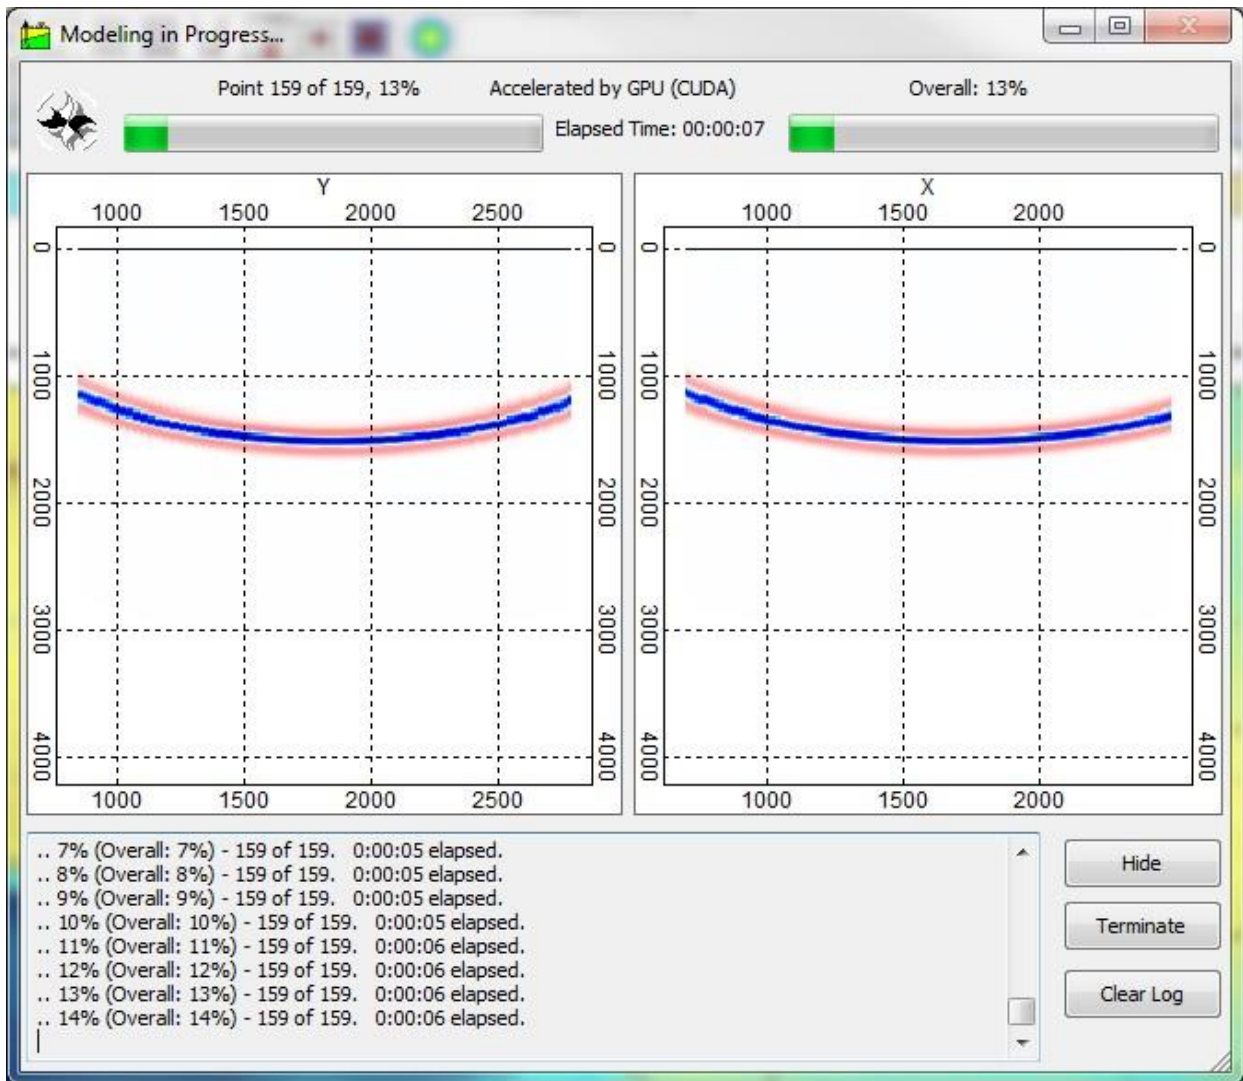 Modeling in Progress...
Point 159 of 159, 13%
Accelerated by GPU (CUDA)
Overall: 13%
Elapsed Time: 00:00:07
Y
1000 1500 2000 2500
0 0
1000 1000
2000 2000
3000 3000
4000 4000
1000 1500 2000 2500
X
1000 1500 2000
0 0
1000 1000
2000 2000
3000 3000
4000 4000
1000 1500 2000
.. 7% (Overall: 7%) - 159 of 159. 0:00:05 elapsed.
.. 8% (Overall: 8%) - 159 of 159. 0:00:05 elapsed.
.. 9% (Overall: 9%) - 159 of 159. 0:00:05 elapsed.
.. 10% (Overall: 10%) - 159 of 159. 0:00:05 elapsed.
.. 11% (Overall: 11%) - 159 of 159. 0:00:06 elapsed.
.. 12% (Overall: 12%) - 159 of 159. 0:00:06 elapsed.
.. 13% (Overall: 13%) - 159 of 159. 0:00:06 elapsed.
.. 14% (Overall: 14%) - 159 of 159. 0:00:06 elapsed.
Hide
Terminate
Clear Log